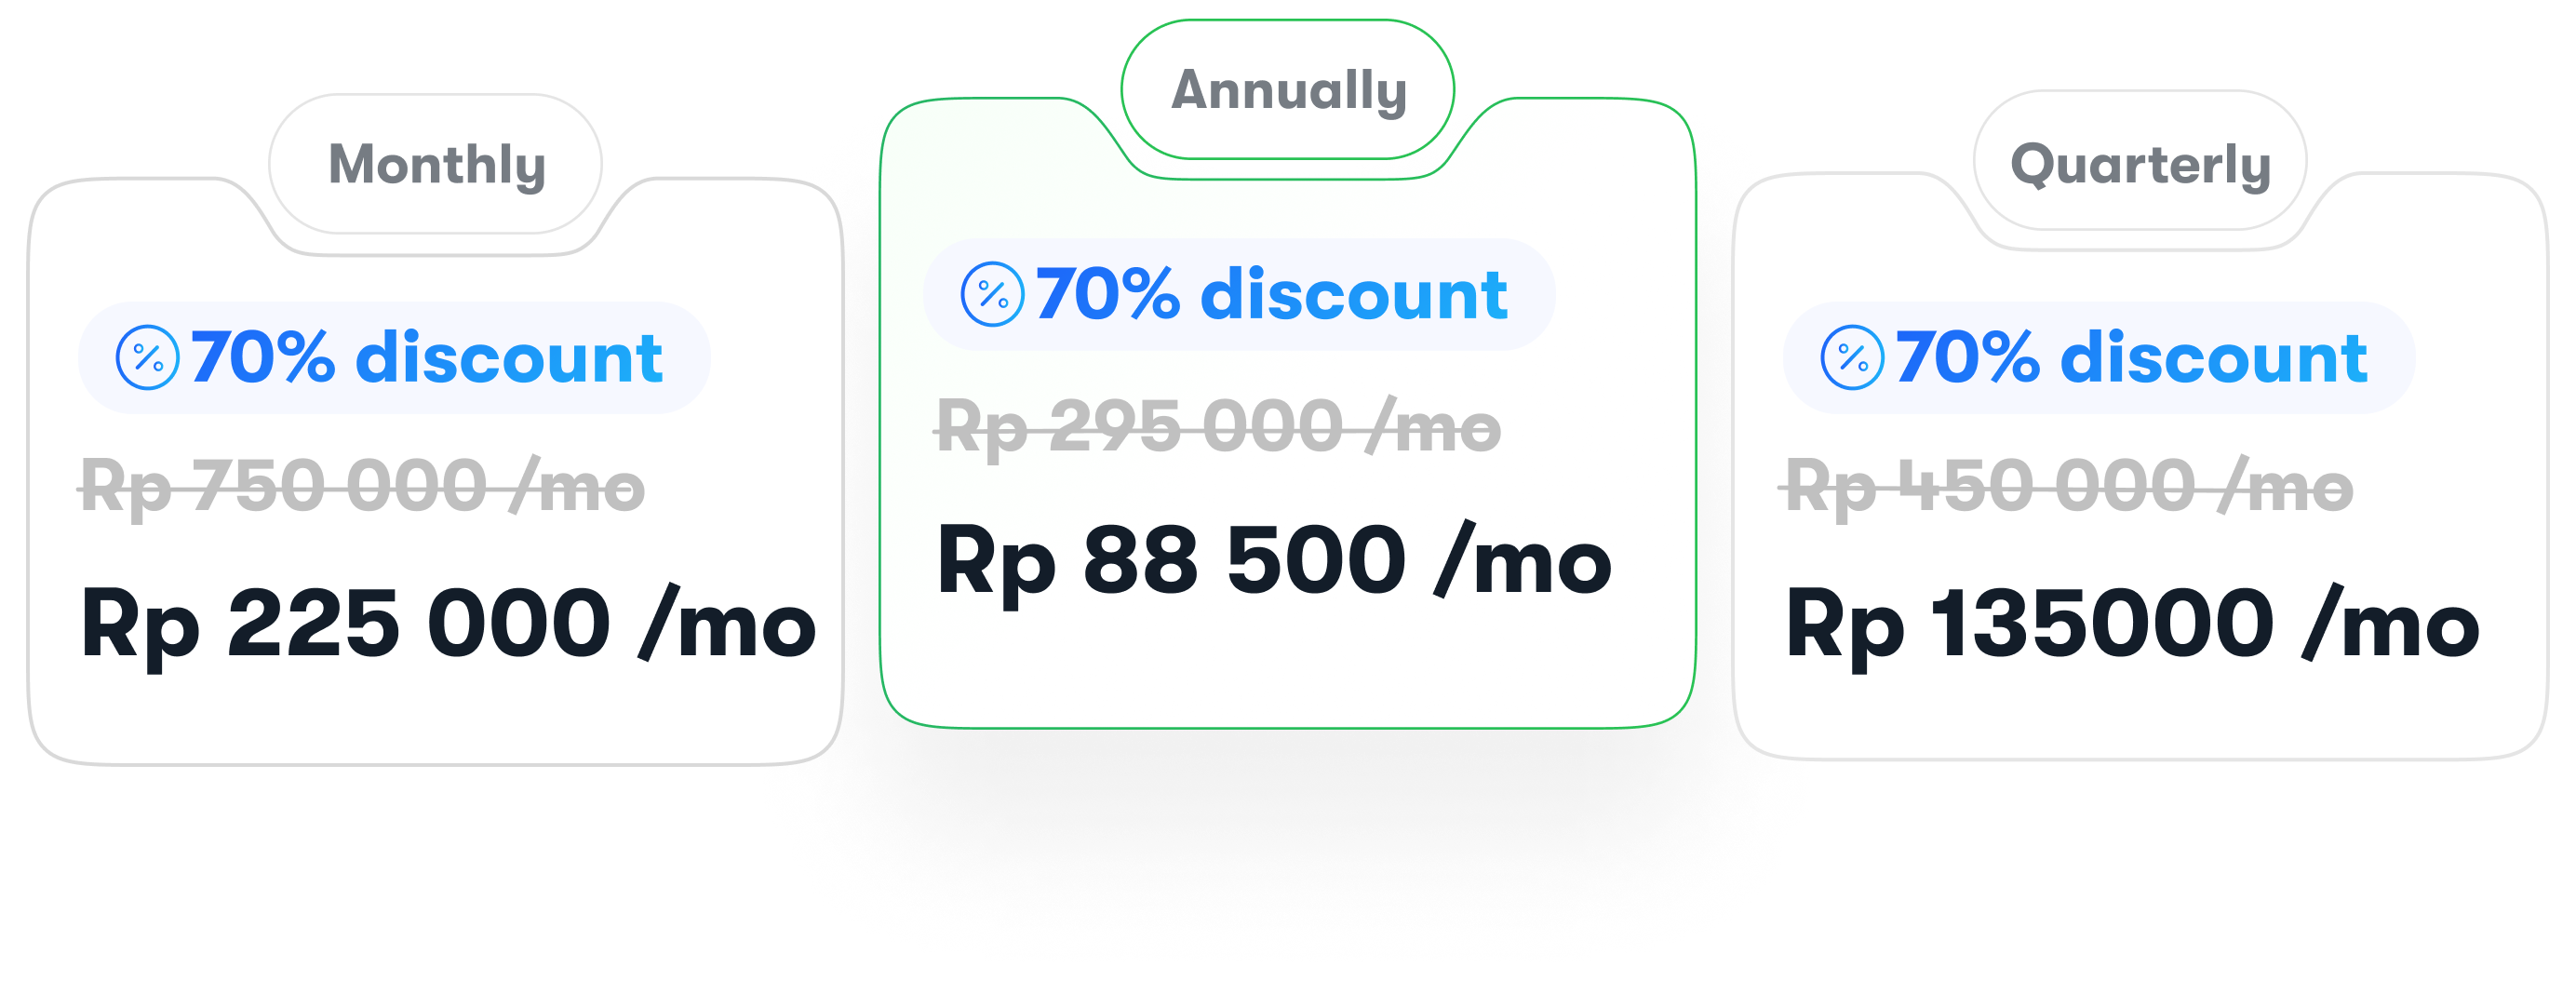 Monthly
70% discount
Rp 750 000 /mo
Rp 225 000 /mo
Annually
70% discount
Rp 295 000 /mo
Rp 88 500 /mo
Quarterly
70% discount
Rp 450 000 /mo
Rp 135000 /mo